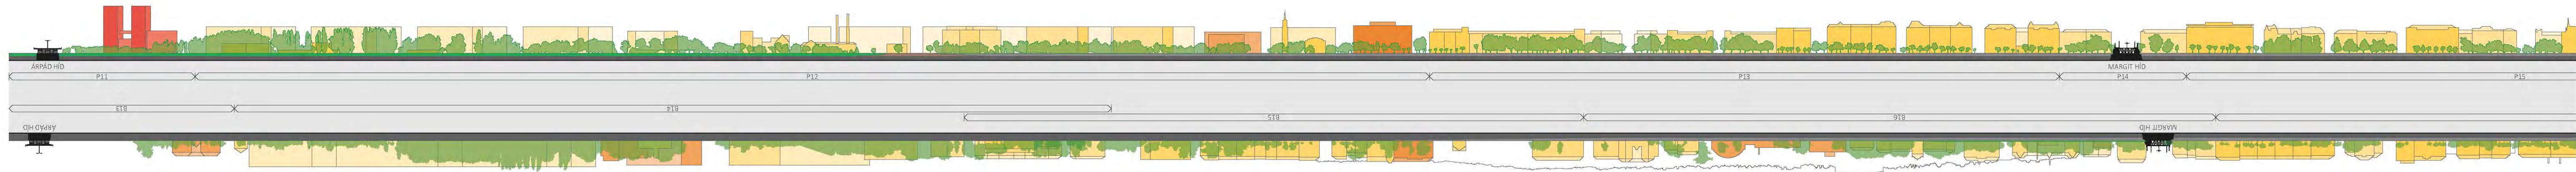 ÁRPÁD HÍD
MARGIT HÍD
P11
P12
P13
P14
P15
B13
B14
B15
B16
ÁRPÁD HÍD
MARGIT HÍD